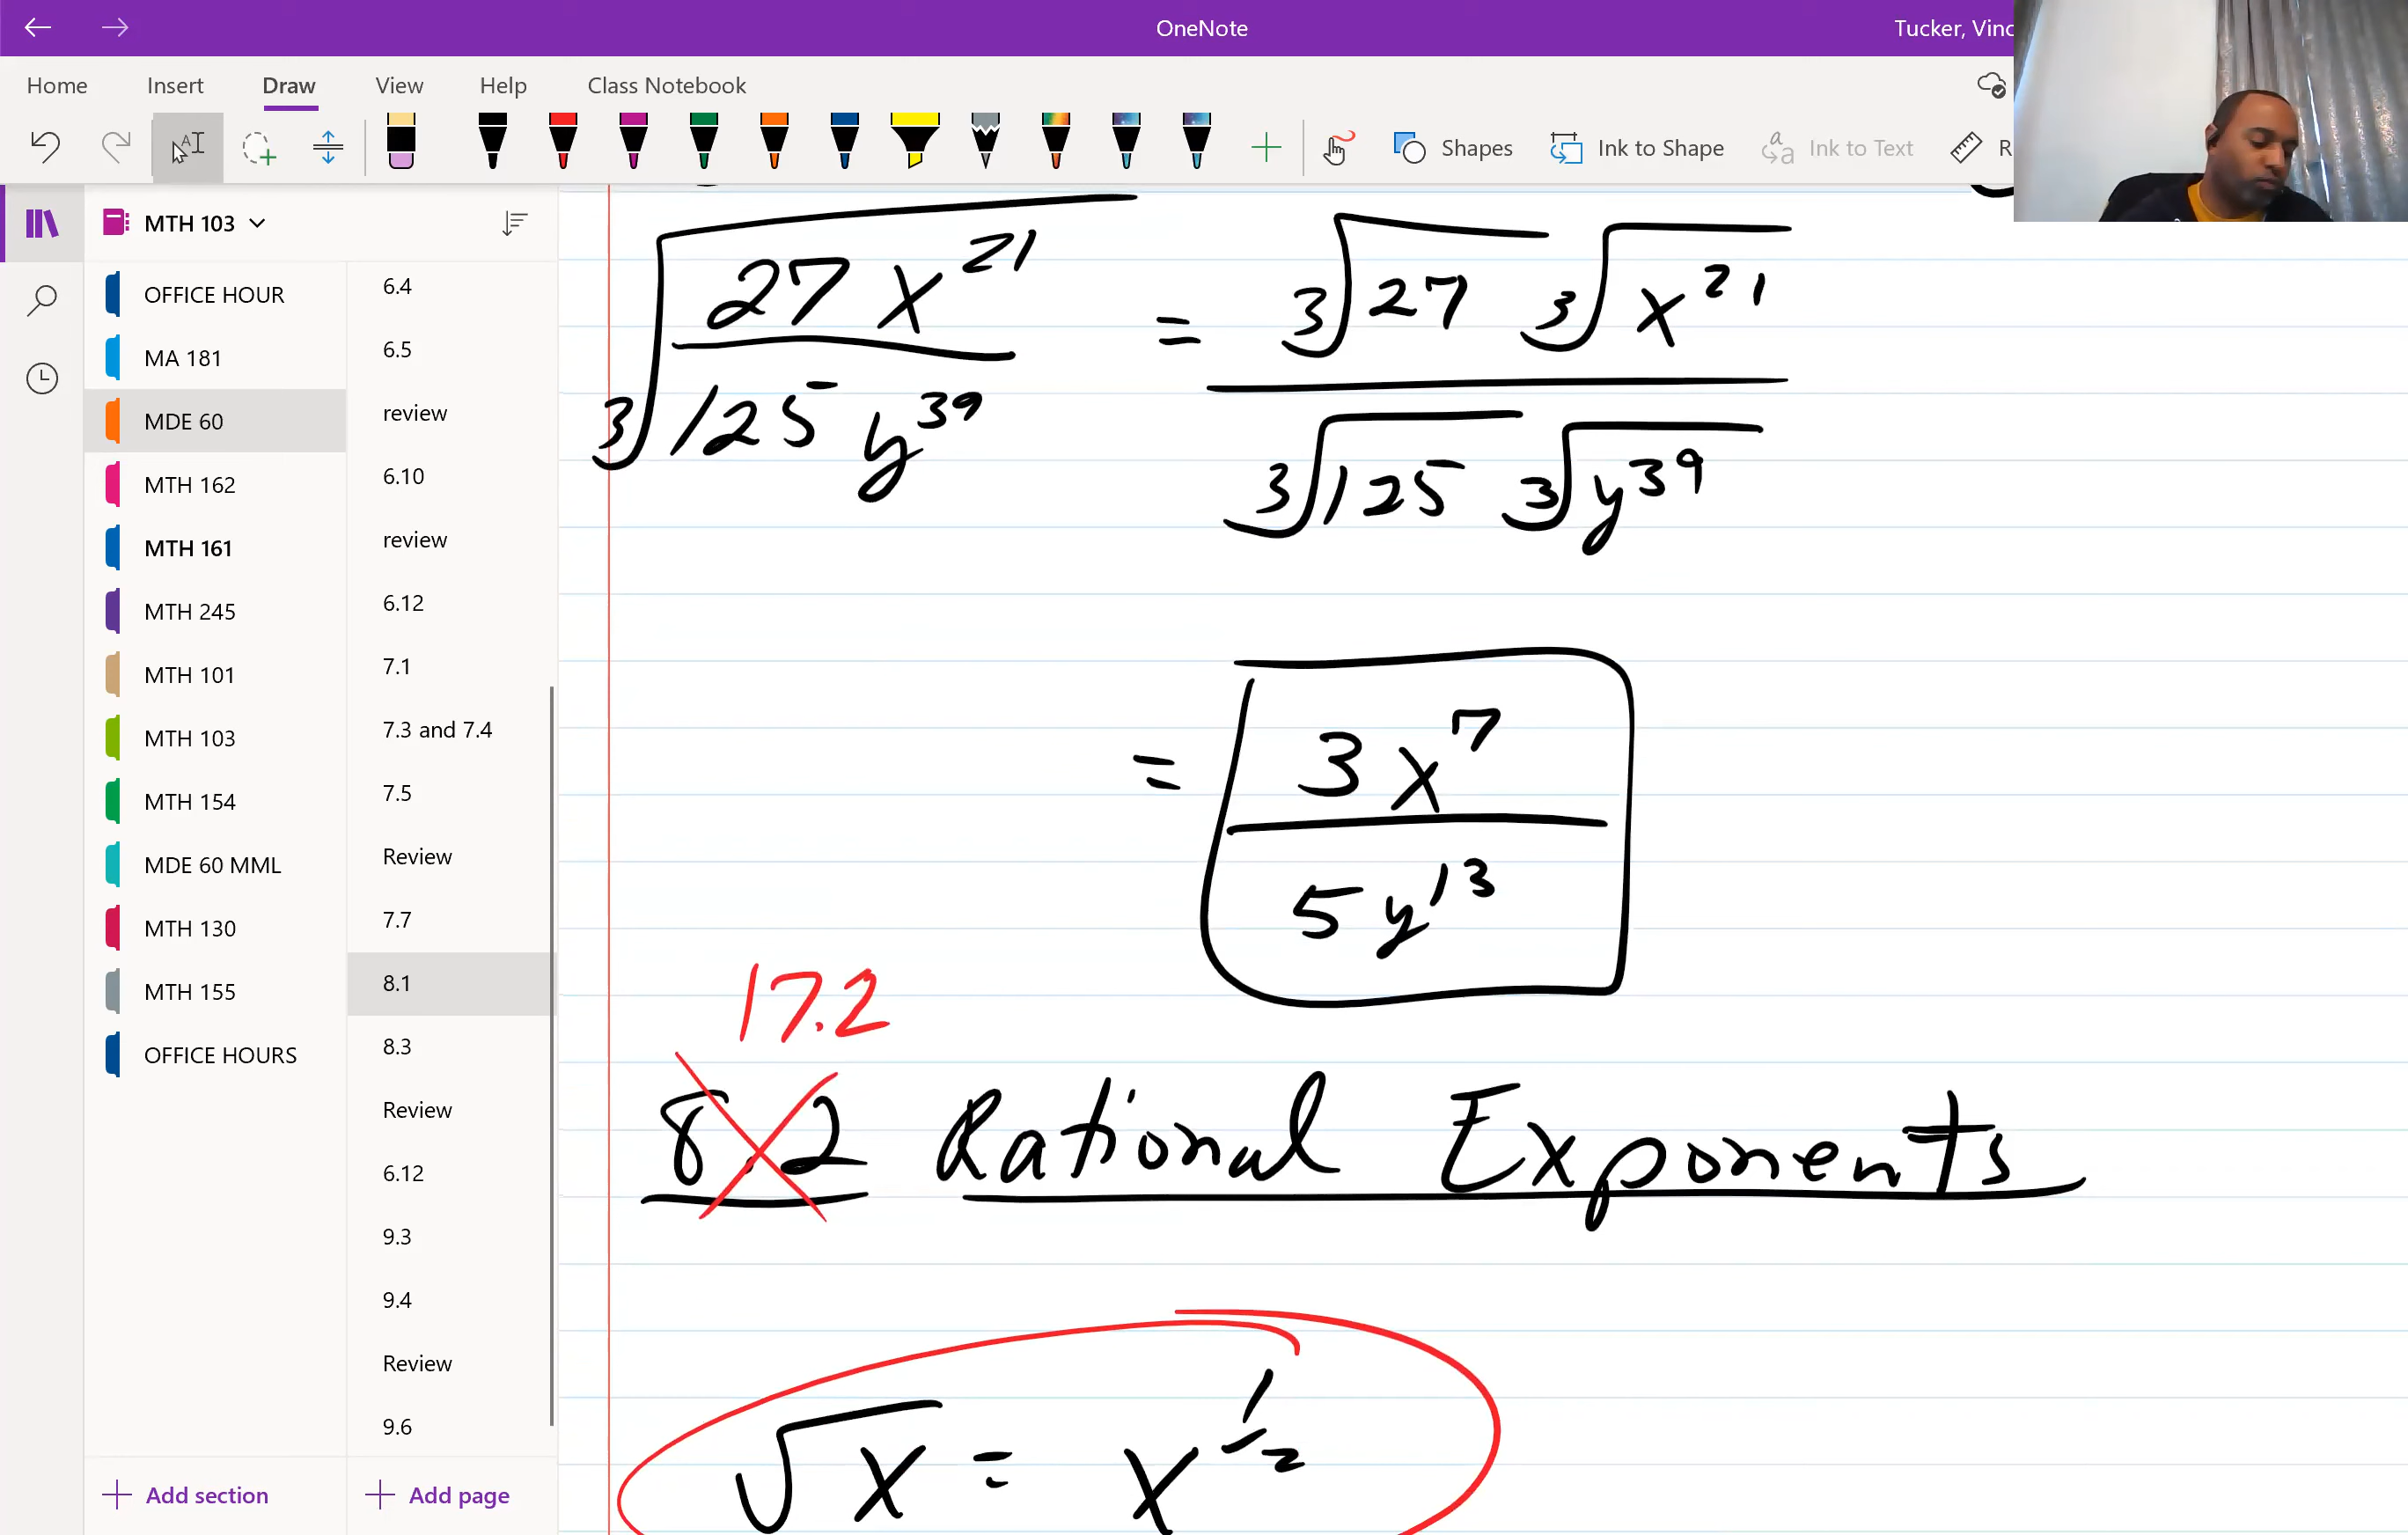 OneNote
Tucker, Vinc
Home Insert Draw View Help Class Notebook
Shapes Ink to Shape Ink to Text R
MTH 103
OFFICE HOUR
MA 181
MDE 60
MTH 162
MTH 161
MTH 245
MTH 101
MTH 103
MTH 154
MDE 60 MML
MTH 130
MTH 155
OFFICE HOURS
Add section
6.4
6.5
review
6.10
review
6.12
7.1
7.3 and 7.4
7.5
Review
7.7
8.1
8.3
Review
6.12
9.3
9.4
Review
9.6
Add page
∛(27x²¹ / 125y³⁹) = ∛27 ∛x²¹ / ∛125 ∛y³⁹
= 3x⁷ / 5y¹³
17.2
8.2 Rational Exponents
√x = x^1/2